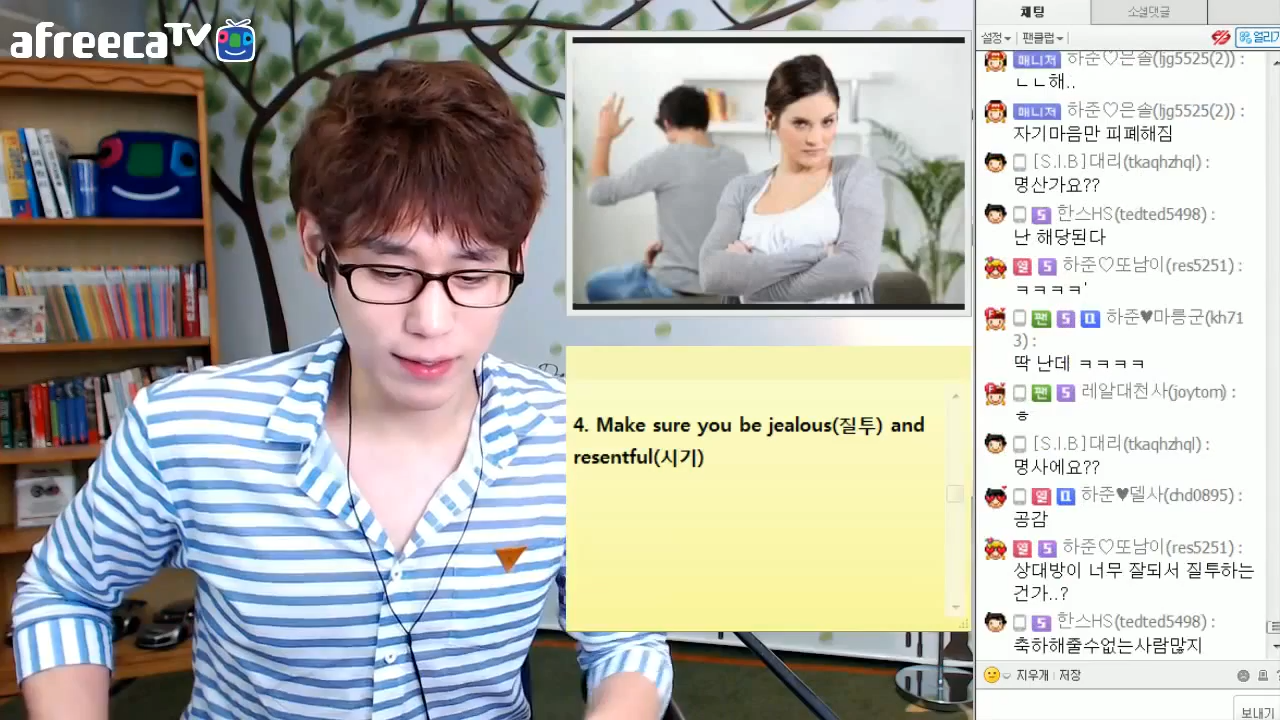 afreecaTV
채팅
소셜댓글
설정
팬클럽
열리기
매니저 하준♡은솔(ljg5525(2)) :
ㄴㄴ해..
매니저 하준♡은솔(ljg5525(2)) :
자기마음만 피폐해짐
[S.I.B]대리(tkaqhzhql) :
명산가요??
S 한스HS(tedted5498) :
난 해당된다
열 S 하준♡또남이(res5251) :
ㅋㅋㅋㅋ'
팬 S 하준♥마릉군(kh71
3) :
딱 난데 ㅋㅋㅋㅋ
팬 S 레알대천사(joytom) :
ㅎ
[S.I.B]대리(tkaqhzhql) :
명사에요??
열 하준♥델사(chd0895) :
공감
열 S 하준♡또남이(res5251) :
상대방이 너무 잘되서 질투하는
건가..?
S 한스HS(tedted5498) :
축하해줄수없는사람많지
지우개 저장
보내기
4. Make sure you be jealous(질투) and
resentful(시기)